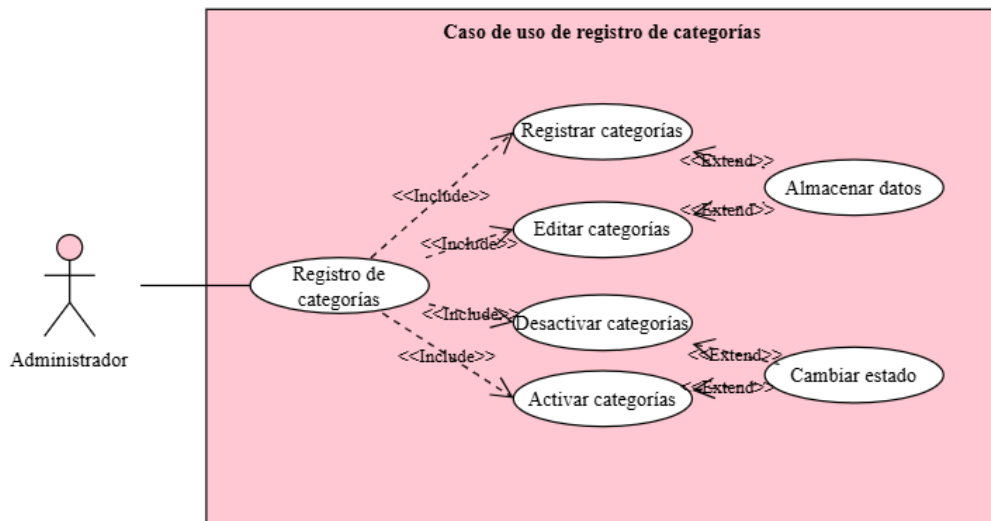 Caso de uso de registro de categorías
Registrar categorías
<<Extend>>
Almacenar datos
<<Include>>
<<Extend>>
Editar categorías
<<Include>>
Registro de
categorías
<<Include>>
Desactivar categorías
<<Extend>>
<<Include>>
Cambiar estado
<<Extend>>
Activar categorías
Administrador